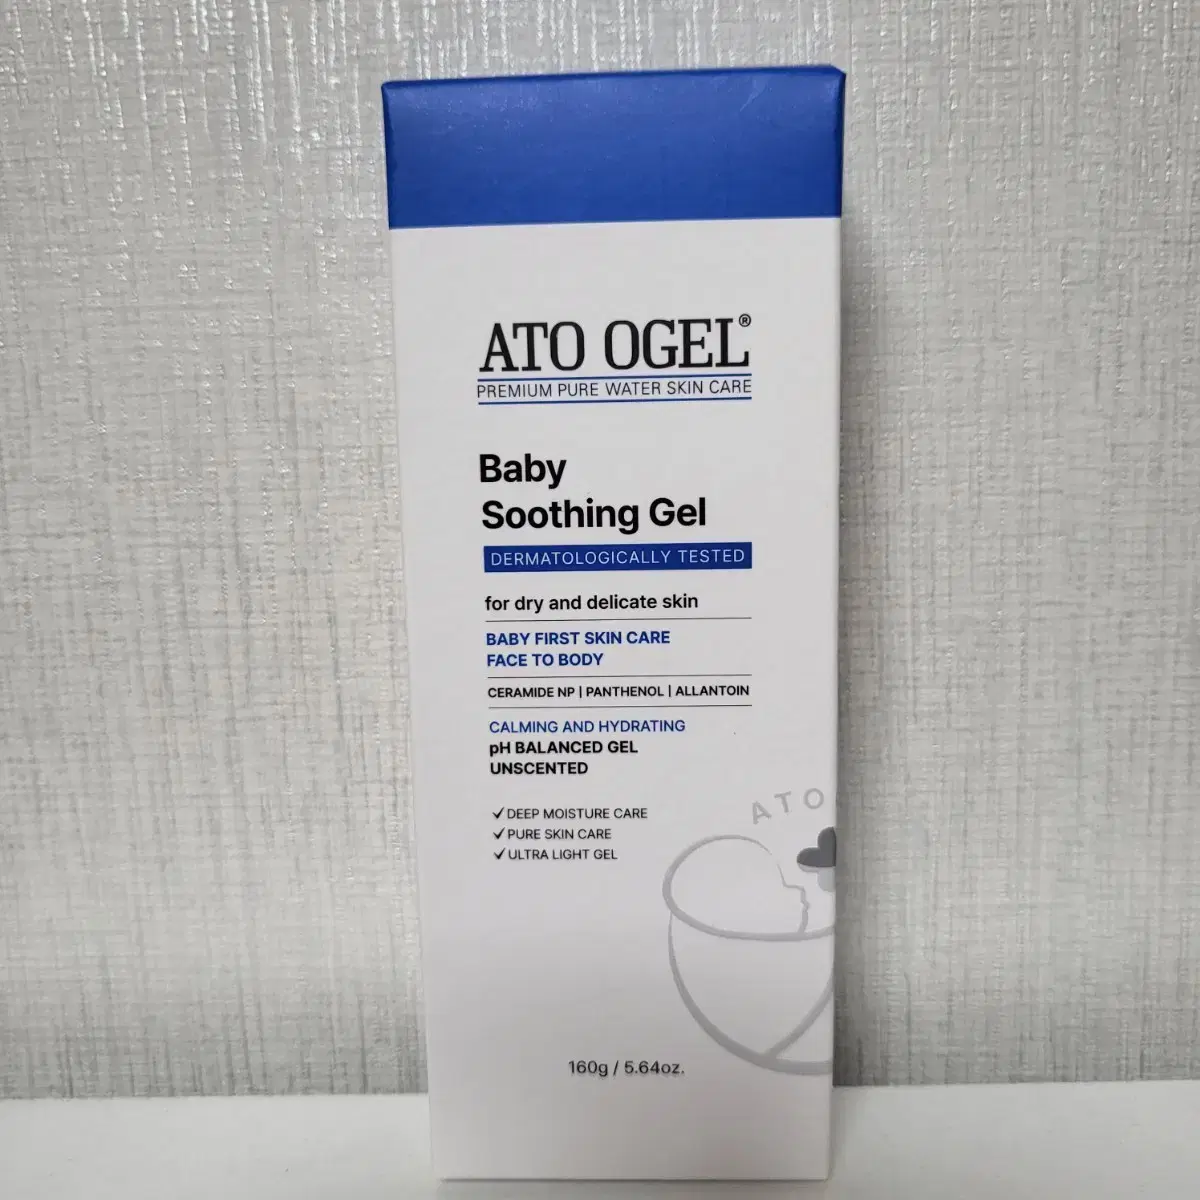 ATO OGEL®
PREMIUM PURE WATER SKIN CARE
Baby
Soothing Gel
DERMATOLOGICALLY TESTED
for dry and delicate skin
BABY FIRST SKIN CARE
FACE TO BODY
CERAMIDE NP | PANTHENOL | ALLANTOIN
CALMING AND HYDRATING
pH BALANCED GEL
UNSCENTED
✓DEEP MOISTURE CARE
✓PURE SKIN CARE
✓ULTRA LIGHT GEL
ATO
160g / 5.64oz.